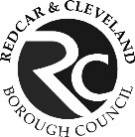 REDCAR & CLEVELAND
RC
BOROUGH COUNCIL